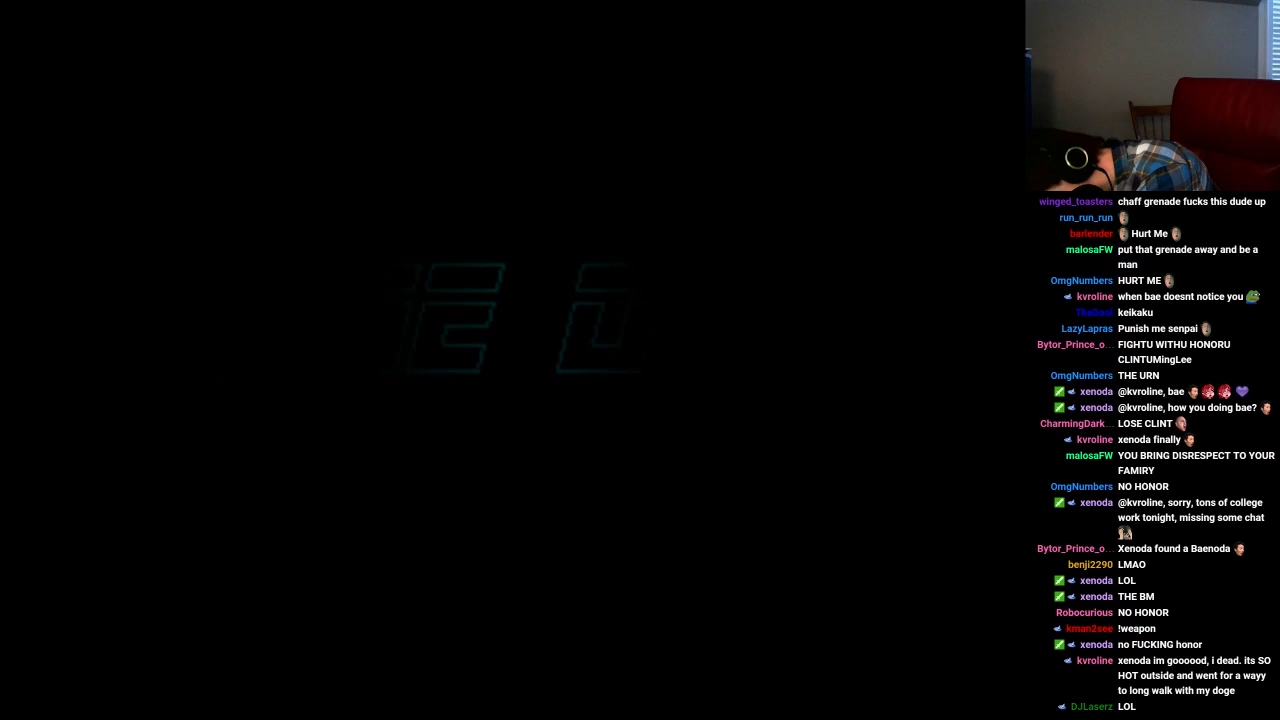 winged_toasters chaff grenade fucks this dude up
run_run_run
barlender Hurt Me
malosaFW put that grenade away and be a
man
OmgNumbers HURT ME
kvroline when bae doesnt notice you
keikaku
LazyLapras Punish me senpai
Bytor_Prince_o... FIGHTU WITHU HONORU
CLINTUMingLee
OmgNumbers THE URN
xenoda @kvroline, bae
xenoda @kvroline, how you doing bae?
CharmingDark... LOSE CLINT
kvroline xenoda finally
malosaFW YOU BRING DISRESPECT TO YOUR
FAMIRY
OmgNumbers NO HONOR
xenoda @kvroline, sorry, tons of college
work tonight, missing some chat
Bytor_Prince_o... Xenoda found a Baenoda
benji2290 LMAO
xenoda LOL
xenoda THE BM
Robocurious NO HONOR
kman2see !weapon
xenoda no FUCKING honor
kvroline xenoda im goooood, i dead. its SO
HOT outside and went for a wayy
to long walk with my doge
DJLaserz LOL